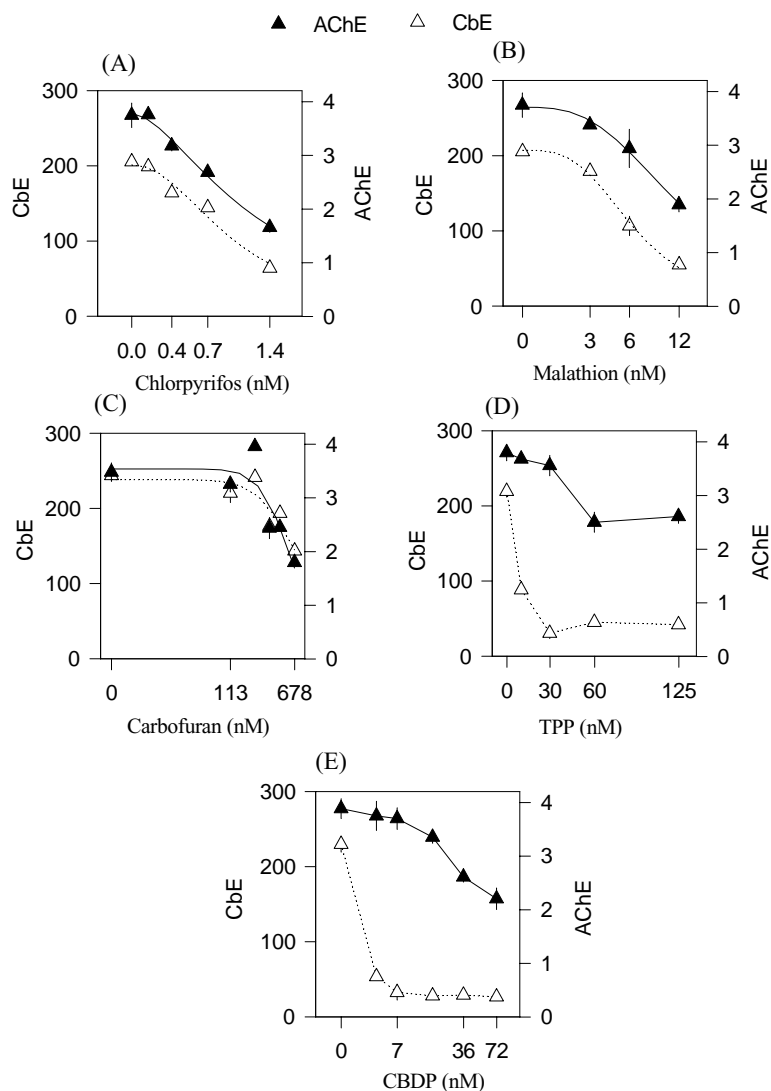 AChE CbE
(A)
300
200
100
0
CbE
4
3
2
1
0
AChE
0.0 0.4 0.7 1.4
Chlorpyrifos (nM)
(B)
300
200
100
0
CbE
4
3
2
1
0
AChE
0 3 6 12
Malathion (nM)
(C)
300
200
100
0
CbE
4
3
2
1
0
0 113 678
Carbofuran (nM)
(D)
300
200
100
0
CbE
4
3
2
1
0
AChE
0 30 60 125
TPP (nM)
(E)
300
200
100
0
CbE
4
3
2
1
0
AChE
0 7 36 72
CBDP (nM)